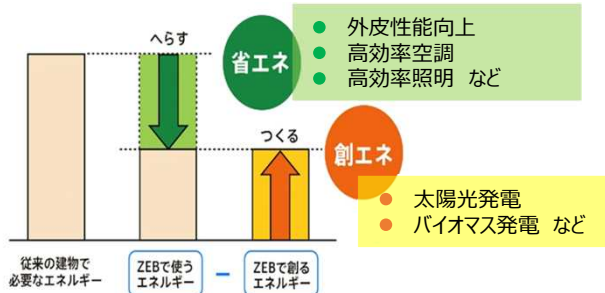 へらす
省エネ
● 外皮性能向上
● 高効率空調
● 高効率照明 など
つくる
創エネ
● 太陽光発電
● バイオマス発電 など
従来の建物で
必要なエネルギー
ZEBで使う
エネルギー
−
ZEBで創る
エネルギー